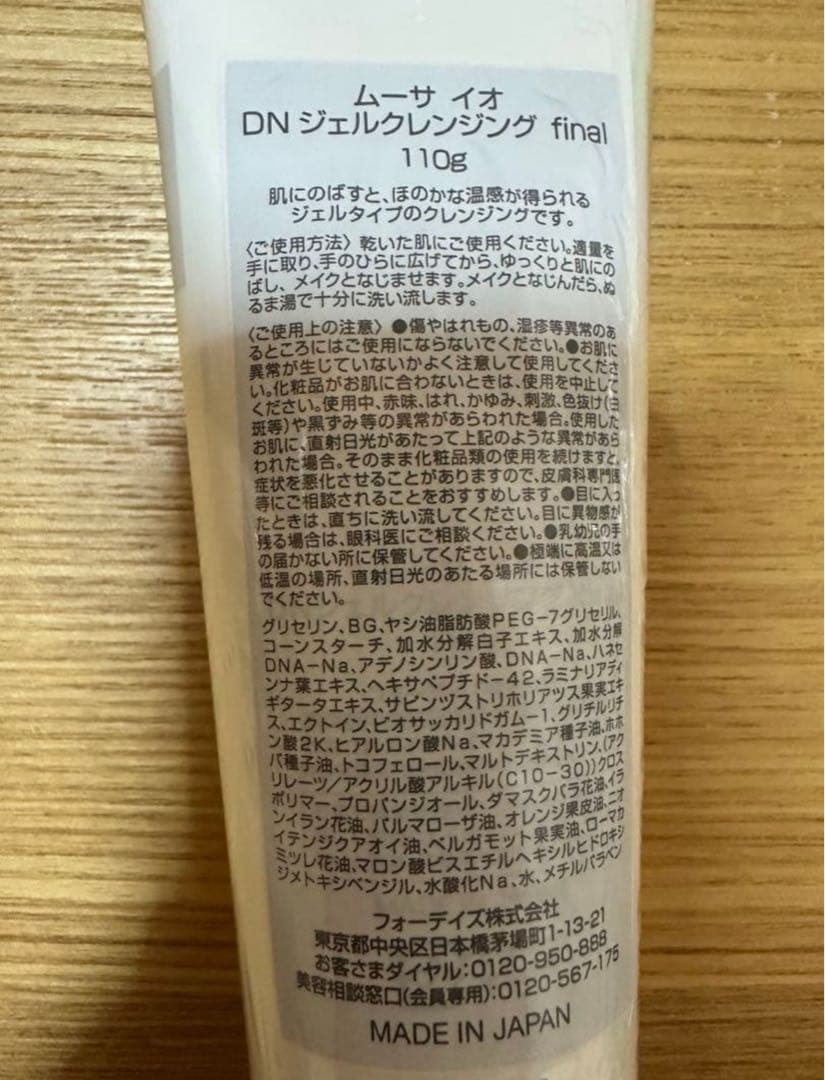 ムーサ イオ
DN ジェルクレンジング final
110g
肌にのばすと、ほのかな温感が得られる
ジェルタイプのクレンジングです。
〈ご使用方法〉乾いた肌にご使用ください。適量を
手に取り、手のひらに広げてから、ゆっくりと肌にの
ばし、メイクとなじませます。メイクとなじんだら、ぬ
るま湯で十分に洗い流します。
〈ご使用上の注意〉●傷やはれもの、湿疹等異常のあ
るところにはご使用にならないでください。●お肌に
異常が生じていないかよく注意して使用してくださ
い。化粧品がお肌に合わないときは、使用を中止して
ください。使用中、赤味、はれ、かゆみ、刺激、色抜け(白
斑等)や黒ずみ等の異常があらわれた場合。使用した
お肌に、直射日光があたって上記のような異常があら
われた場合。そのまま化粧品類の使用を続けますと、
症状を悪化させることがありますので、皮膚科専門医
等にご相談されることをおすすめします。●目に入っ
たときは、直ちに洗い流してください。目に異物感が
残る場合は、眼科医にご相談ください。●乳幼児の手
の届かない所に保管してください。●極端に高温又は
低温の場所、直射日光のあたる場所には保管しない
でください。
グリセリン、BG、ヤシ油脂肪酸PEG-7グリセリル、
コーンスターチ、加水分解白子エキス、加水分解
DNA-Na、アデノシンリン酸、DNA-Na、ハネセ
ンナ葉エキス、ヘキサペプチド-42、ラミナリアディ
ギタータエキス、サピンヅストリホリアツス果実エキ
ス、エクトイン、ビオサッカリドガム-1、グリチルリチ
ン酸2K、ヒアルロン酸Na、マカデミア種子油、ホホ
バ種子油、トコフェロール、マルトデキストリン、(アク
リレーツ/アクリル酸アルキル(C10-30))クロス
ポリマー、プロパンジオール、ダマスクバラ花油、イラ
ンイラン花油、パルマローザ油、オレンジ果皮油、ニオ
イテンジクアオイ油、ベルガモット果実油、ローマカ
ミツレ花油、マロン酸ビスエチルヘキシルヒドロキシ
ジメトキシベンジル、水酸化Na、水、メチルパラベン
フォーデイズ株式会社
東京都中央区日本橋茅場町1-13-21
お客さまダイヤル:0120-950-888
美容相談窓口(会員専用):0120-567-175
MADE IN JAPAN